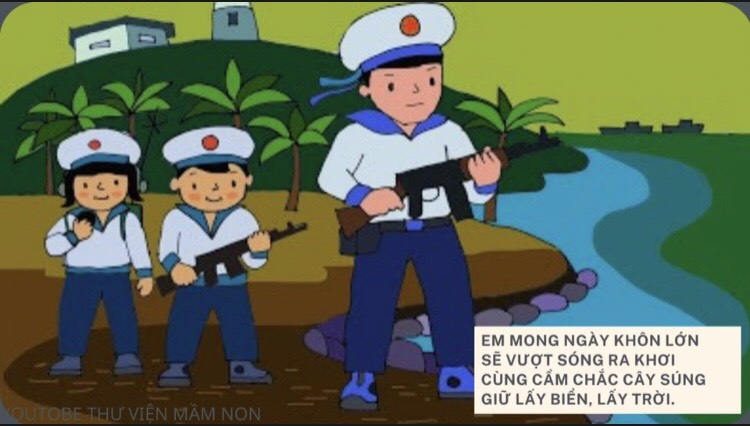 EM MONG NGÀY KHÔN LỚN
SẼ VƯỢT SÓNG RA KHƠI
CÙNG CẦM CHẮC CÂY SÚNG
GIỮ LẤY BIỂN, LẤY TRỜI.
YOUTOBE THƯ VIỆN MẦM NON